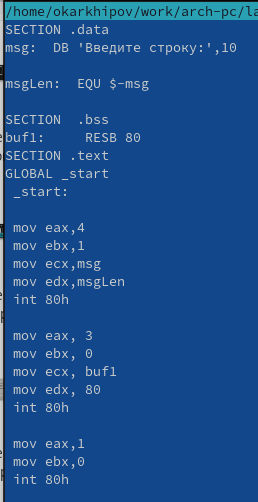 /home/okarkhipov/work/arch-pc/la
SECTION .data
msg:  DB 'Введите строку:',10
msgLen:  EQU $-msg
SECTION  .bss
buf1:     RESB 80
SECTION .text
GLOBAL _start
_start:
mov eax,4
mov ebx,1
mov ecx,msg
mov edx,msgLen
int 80h
mov eax, 3
mov ebx, 0
mov ecx, buf1
mov edx, 80
int 80h
mov eax,1
mov ebx,0
int 80h